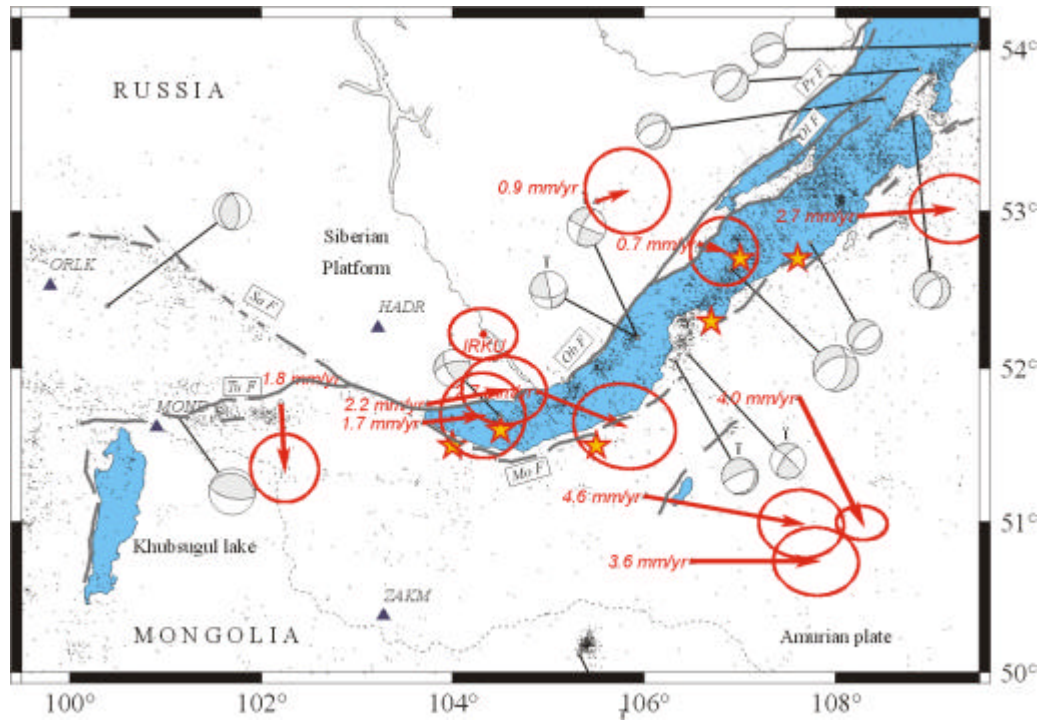 54°
Pr F
RUSSIA
Ol F
0.9 mm/yr
53°
2.7 mm/yr
Siberian
Platform
0.7 mm/yr
ORLK
Ï
Ï
Sa F
HADR
IRKU
Ob F
52°
Tu F
1.8 mm/yr
4.0 mm/yr
2.2 mm/yr
1.7 mm/yr
Ï
Ï
Mo F
4.6 mm/yr
51°
Khubsugul lake
3.6 mm/yr
ZAKM
MONGOLIA
Amurian plate
50°
100°
102°
104°
106°
108°